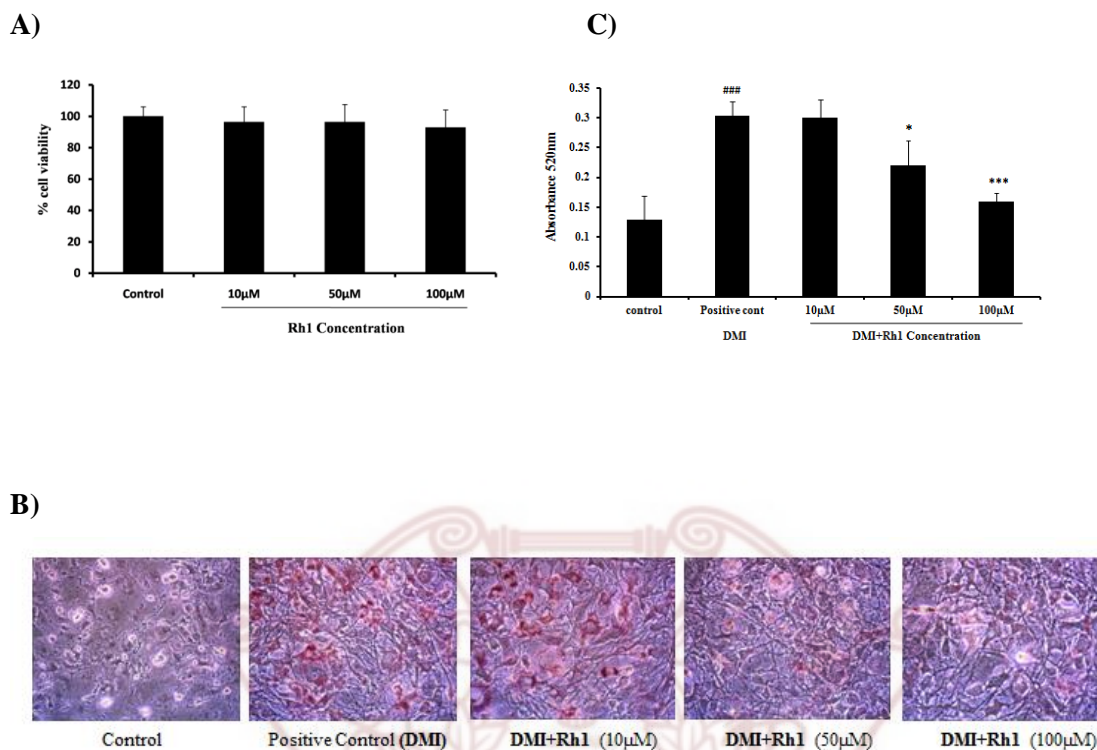 A)
C)
120
100
80
60
40
20
0
% cell viability
Control
10µM
50µM
100µM
Rh1 Concentration
0.35
0.3
0.25
0.2
0.15
0.1
0.05
0
Absorbance 520nm
###
*
***
control
Positive cont
10µM
50µM
100µM
DMI
DMI+Rh1 Concentration
B)
Control
Positive Control (DMI)
DMI+Rh1 (10µM)
DMI+Rh1 (50µM)
DMI+Rh1 (100µM)